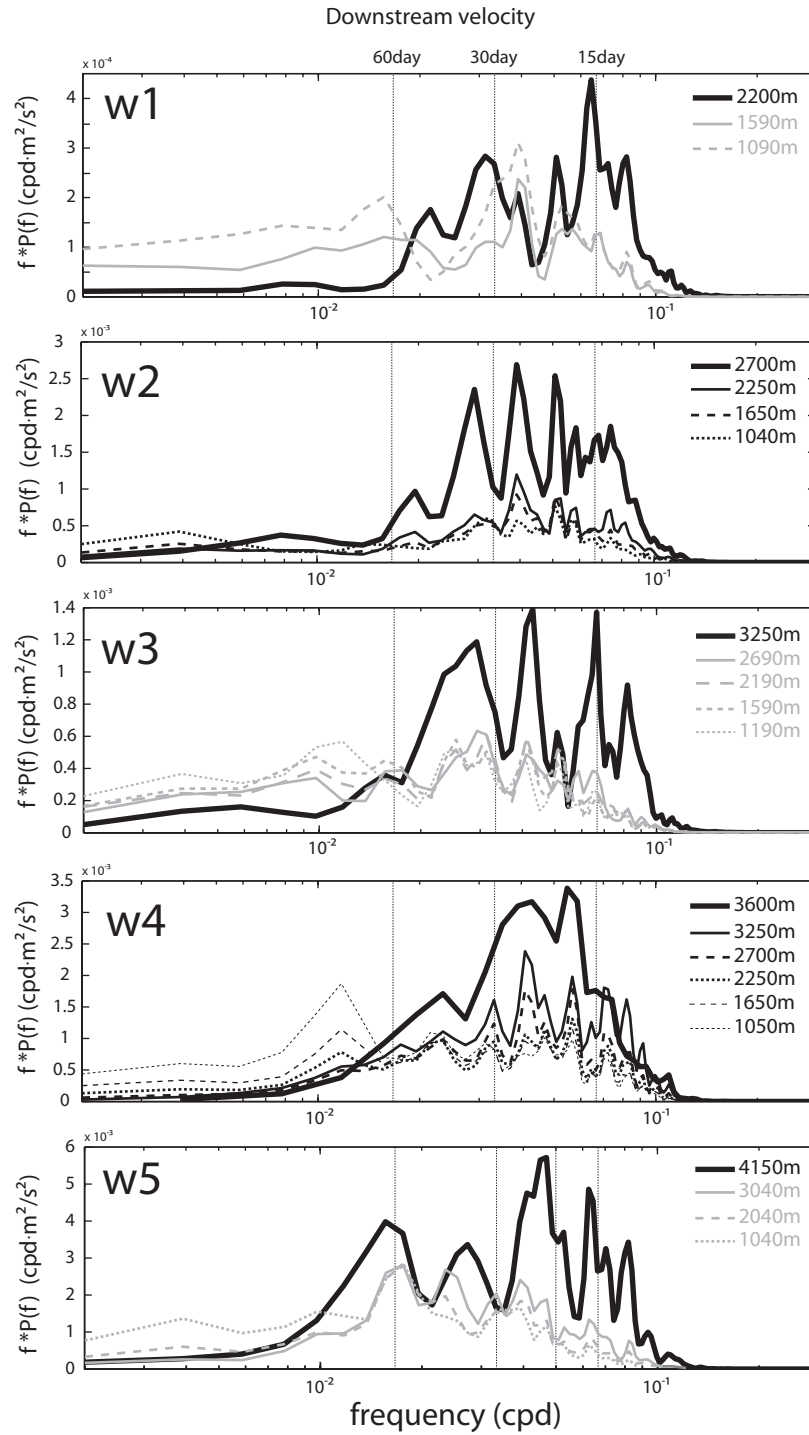 Downstream velocity
60day 30day 15day
x 10-4
w1
f*P(f) (cpd·m²/s²)
4
3
2
1
0
2200m
1590m
1090m
10-2 10-1
x 10-3
w2
f*P(f) (cpd·m²/s²)
3
2.5
2
1.5
1
0.5
0
2700m
2250m
1650m
1040m
10-2 10-1
x 10-3
w3
f*P(f) (cpd·m²/s²)
1.4
1.2
1
0.8
0.6
0.4
0.2
0
3250m
2690m
2190m
1590m
1190m
10-2 10-1
x 10-3
w4
f*P(f) (cpd·m²/s²)
3.5
3
2.5
2
1.5
1
0.5
0
3600m
3250m
2700m
2250m
1650m
1050m
10-2 10-1
x 10-3
w5
f*P(f) (cpd·m²/s²)
6
5
4
3
2
1
0
4150m
3040m
2040m
1040m
10-2 10-1
frequency (cpd)